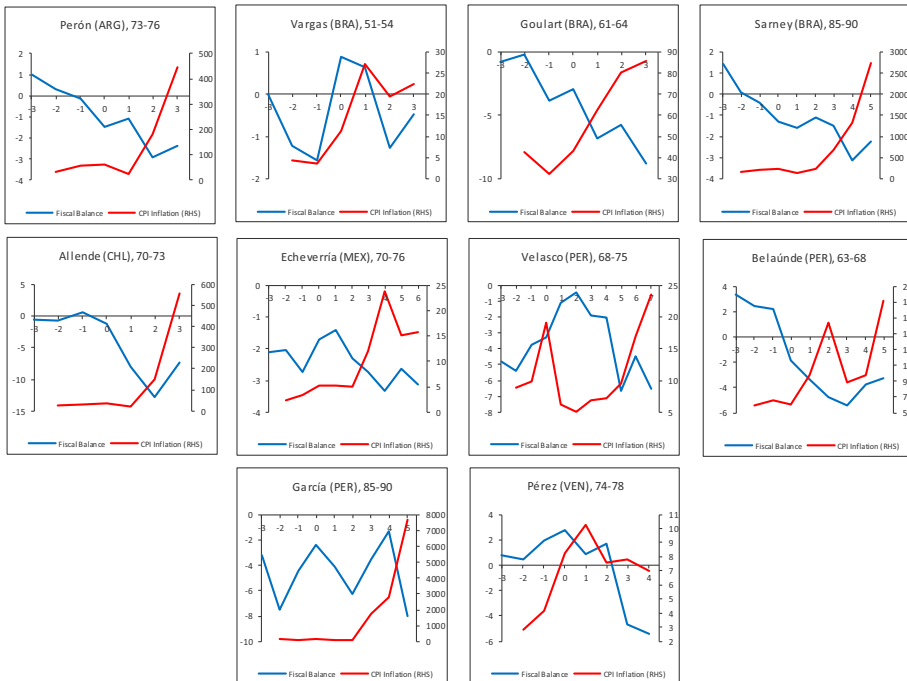 Perón (ARG), 73-76
2 500
1 400
0 300
-3 -2 -1 0 1 2 3
-1
-2 200
-3 100
-4 0
Fiscal Balance CPI Inflation (RHS)
Vargas (BRA), 51-54
1 30
25
0 20
-3 -2 -1 0 1 2 3
15
-1 10
5
-2 0
Fiscal Balance CPI Inflation (RHS)
Goulart (BRA), 61-64
0 90
-3 -2 -1 0 1 2 3
80
70
-5 60
50
40
-10 30
Fiscal Balance CPI Inflation (RHS)
Sarney (BRA), 85-90
2 3000
1 2500
0 2000
-3 -2 -1 0 1 2 3 4 5
-1 1500
-2 1000
-3 500
-4 0
Fiscal Balance CPI Inflation (RHS)
Allende (CHL), 70-73
5 600
500
0 400
-3 -2 -1 0 1 2 3
-5 300
200
-10 100
-15 0
Fiscal Balance CPI Inflation (RHS)
Echeverría (MEX), 70-76
0 25
-3 -2 -1 0 1 2 3 4 5 6
-1 20
15
-2
10
-3 5
-4 0
Fiscal Balance CPI Inflation (RHS)
Velasco (PER), 68-75
0 25
-3 -2 -1 0 1 2 3 4 5 6 7
-1
-2 20
-3
-4 15
-5
-6 10
-7
-8 5
Fiscal Balance CPI Inflation (RHS)
Belaúnde (PER), 63-68
4
2
0
-3 -2 -1 0 1 2 3 4 5
-2
-4 9
7
-6 5
Fiscal Balance CPI Inflation (RHS)
García (PER), 85-90
0 8000
-3 -2 -1 0 1 2 3 4 5
7000
-2 6000
-4 5000
4000
-6 3000
-8 2000
1000
-10 0
Fiscal Balance CPI Inflation (RHS)
Pérez (VEN), 74-78
4 11
10
2 9
8
0 7
-3 -2 -1 0 1 2 3 4
-2 6
5
-4 4
3
-6 2
Fiscal Balance CPI Inflation (RHS)